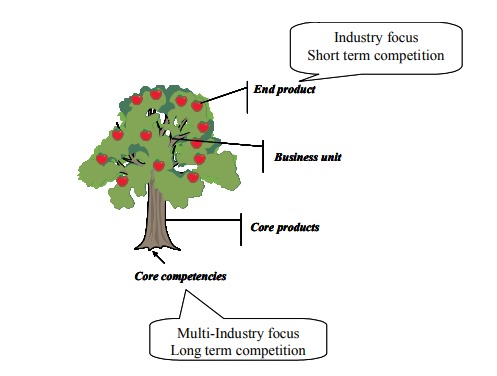 Industry focus
Short term competition
End product
Business unit
Core products
Core competencies
Multi-Industry focus
Long term competition